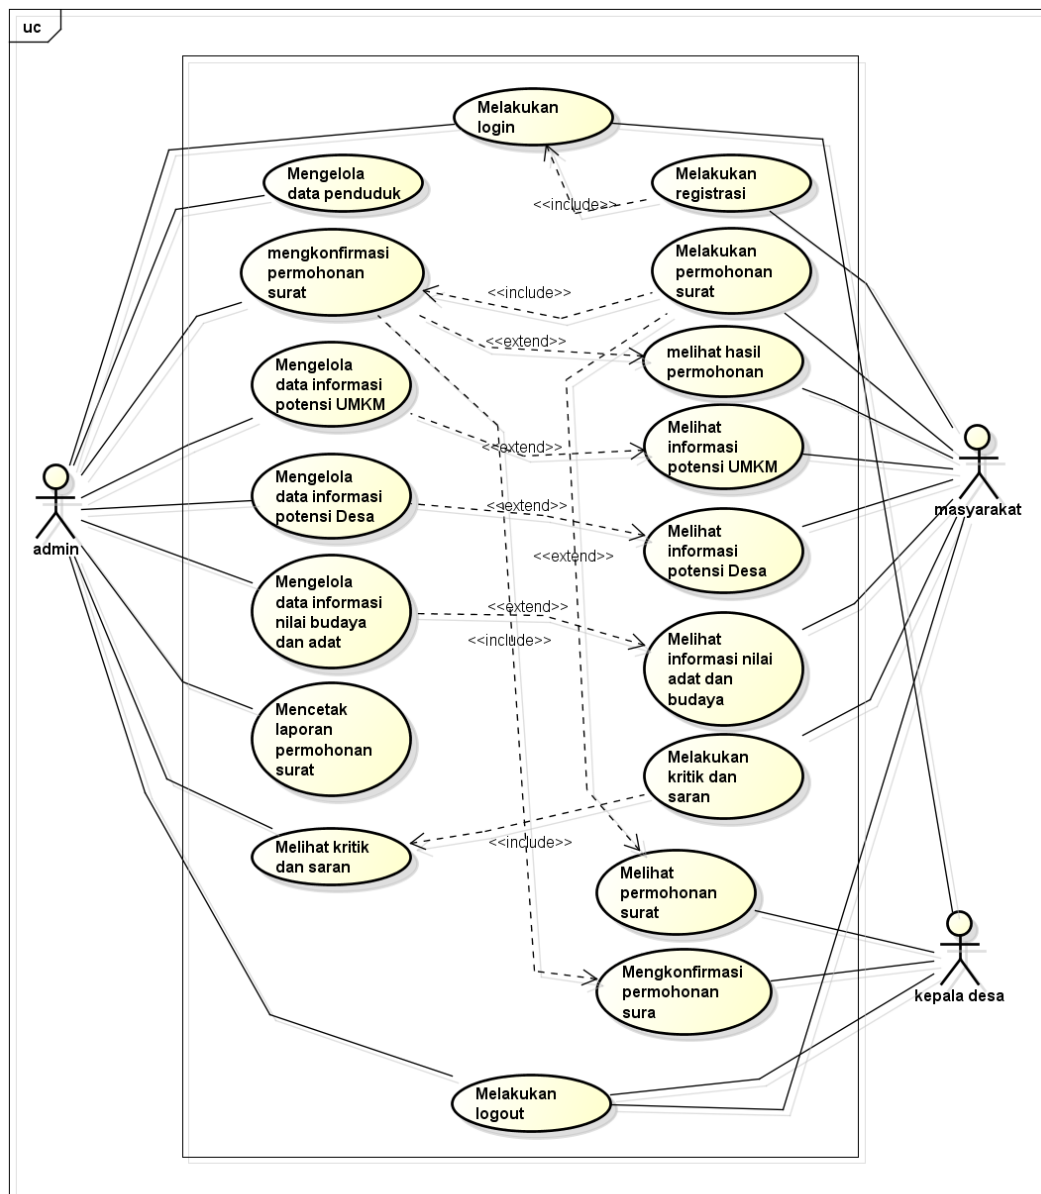 uc
Melakukan
login
Mengelola
data penduduk
Melakukan
registrasi
<<include>>
mengkonfirmasi
permohonan
surat
Melakukan
permohonan
surat
<<include>>
<<extend>>
melihat hasil
permohonan
Mengelola
data informasi
potensi UMKM
<<extend>>
Melihat
informasi
potensi UMKM
Mengelola
data informasi
potensi Desa
<<extend>>
Melihat
informasi
potensi Desa
admin
masyarakat
<<extend>>
Mengelola
data informasi
nilai budaya
dan adat
<<extend>>
<<include>>
Melihat
informasi nilai
adat dan
budaya
Mencetak
laporan
permohonan
surat
Melakukan
kritik dan
saran
Melihat kritik
dan saran
<<include>>
Melihat
permohonan
surat
Mengkonfirmasi
permohonan
sura
kepala desa
Melakukan
logout